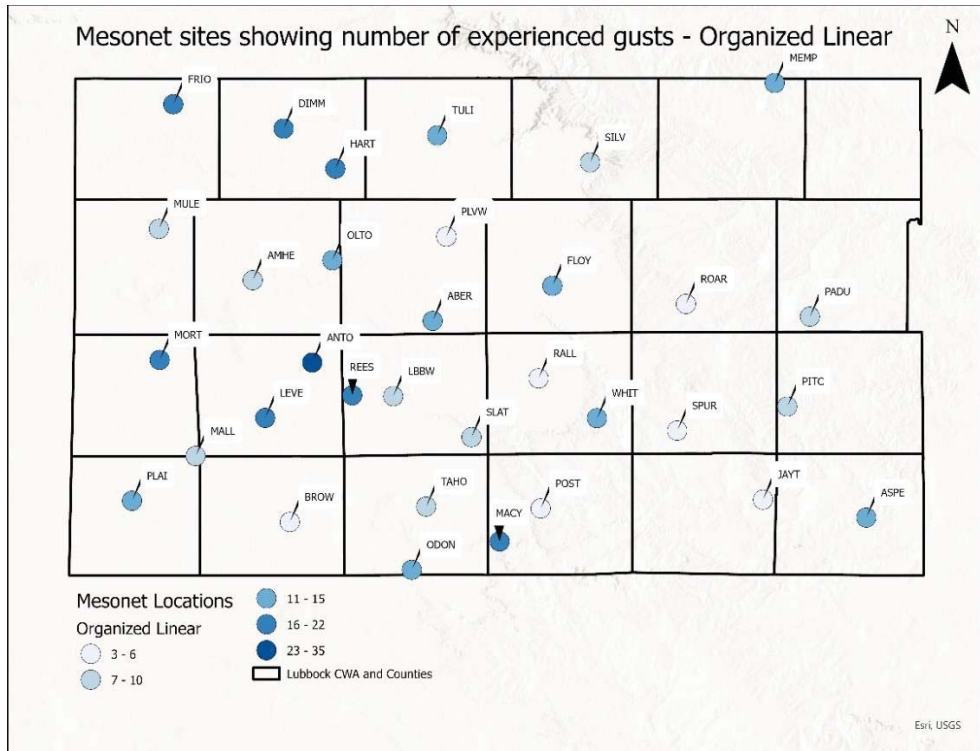 Mesonet sites showing number of experienced gusts - Organized Linear
N
MEMP
FRIO
DIMM
TULI
HART
SILV
MULE
PLVW
OLTO
AMHE
FLOY
ROAR
ABER
PADU
MORT
ANTO
REES
LBBW
RALL
LEVE
WHIT
PITC
SLAT
SPUR
MALL
PLAI
TAHO
POST
JAYT
BROW
MACY
ASPE
ODON
Mesonet Locations
Organized Linear
3 - 6
7 - 10
11 - 15
16 - 22
23 - 35
Lubbock CWA and Counties
Esri, USGS